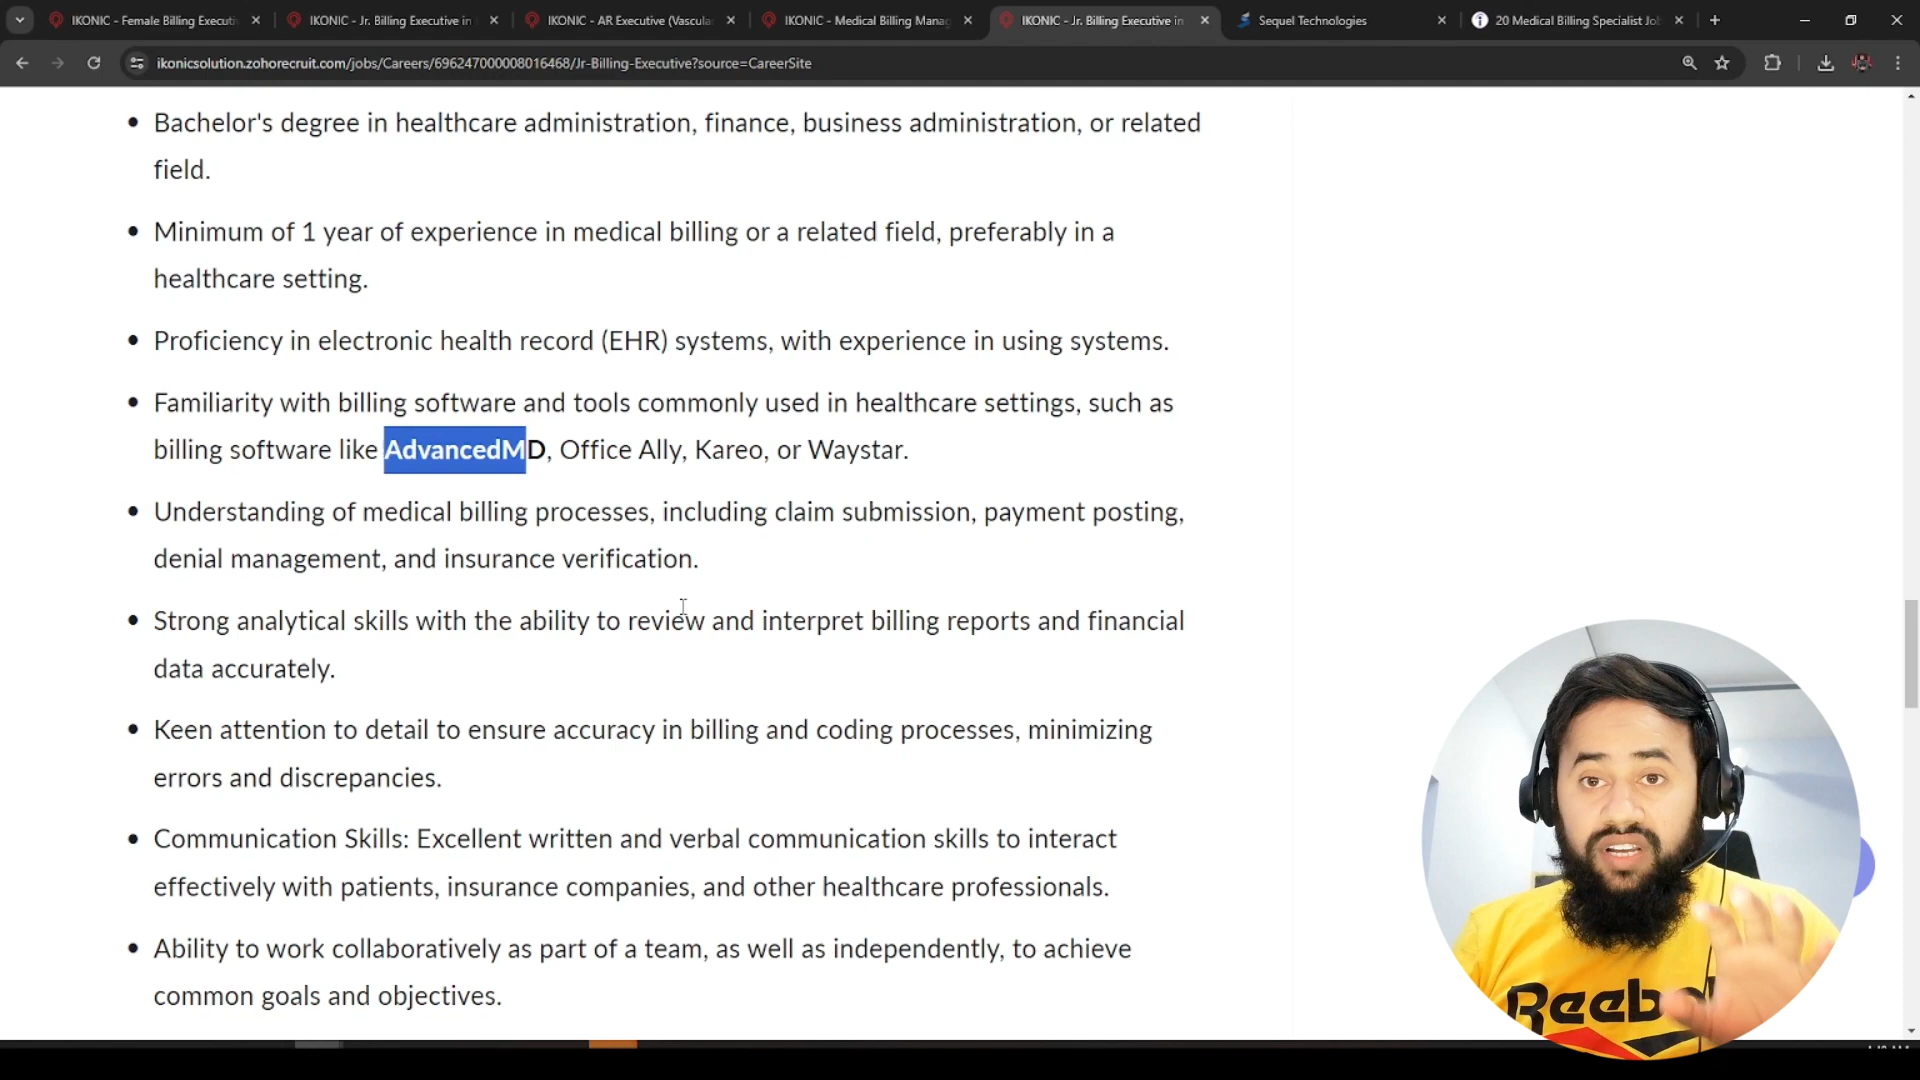 IKONIC - Female Billing Executi
IKONIC - Jr. Billing Executive in
IKONIC - AR Executive (Vascula
IKONIC - Medical Billing Manag
IKONIC - Jr. Billing Executive in
Sequel Technologies
20 Medical Billing Specialist Jo
ikonicsolution.zohorecruit.com/jobs/Careers/696247000008016468/Jr-Billing-Executive?source=CareerSite
• Bachelor's degree in healthcare administration, finance, business administration, or related
field.
• Minimum of 1 year of experience in medical billing or a related field, preferably in a
healthcare setting.
• Proficiency in electronic health record (EHR) systems, with experience in using systems.
• Familiarity with billing software and tools commonly used in healthcare settings, such as
billing software like AdvancedMD, Office Ally, Kareo, or Waystar.
• Understanding of medical billing processes, including claim submission, payment posting,
denial management, and insurance verification.
• Strong analytical skills with the ability to review and interpret billing reports and financial
data accurately.
• Keen attention to detail to ensure accuracy in billing and coding processes, minimizing
errors and discrepancies.
• Communication Skills: Excellent written and verbal communication skills to interact
effectively with patients, insurance companies, and other healthcare professionals.
• Ability to work collaboratively as part of a team, as well as independently, to achieve
common goals and objectives.
Reebo